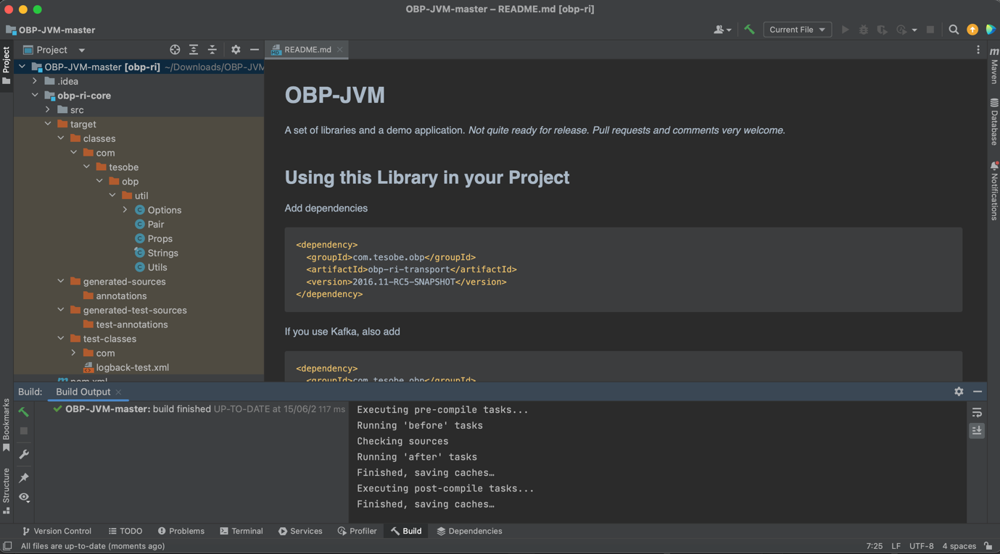 OBP-JVM-master – README.md [obp-ri]
OBP-JVM-master
Current File
Project
Project
README.md
OBP-JVM-master [obp-ri] ~/Downloads/OBP-JVM
.idea
obp-ri-core
src
target
classes
com
tesobe
obp
util
Options
Pair
Props
Strings
Utils
generated-sources
annotations
generated-test-sources
test-annotations
test-classes
com
logback-test.xml
pom.xml
OBP-JVM
A set of libraries and a demo application. Not quite ready for release. Pull requests and comments very welcome.
Using this Library in your Project
Add dependencies
<dependency>
<groupId>com.tesobe.obp</groupId>
<artifactId>obp-ri-transport</artifactId>
<version>2016.11-RC5-SNAPSHOT</version>
</dependency>
If you use Kafka, also add
<dependency>
<groupId>com.tesobe.obp</groupId>
Maven
Database
Notifications
Build:
Build Output
OBP-JVM-master: build finished UP-TO-DATE at 15/06/2 117 ms
Executing pre-compile tasks...
Running 'before' tasks
Checking sources
Running 'after' tasks
Finished, saving caches…
Executing post-compile tasks...
Finished, saving caches…
Bookmarks
Structure
Version Control
TODO
Problems
Terminal
Services
Profiler
Build
Dependencies
All files are up-to-date (moments ago)
7:25 LF UTF-8 4 spaces